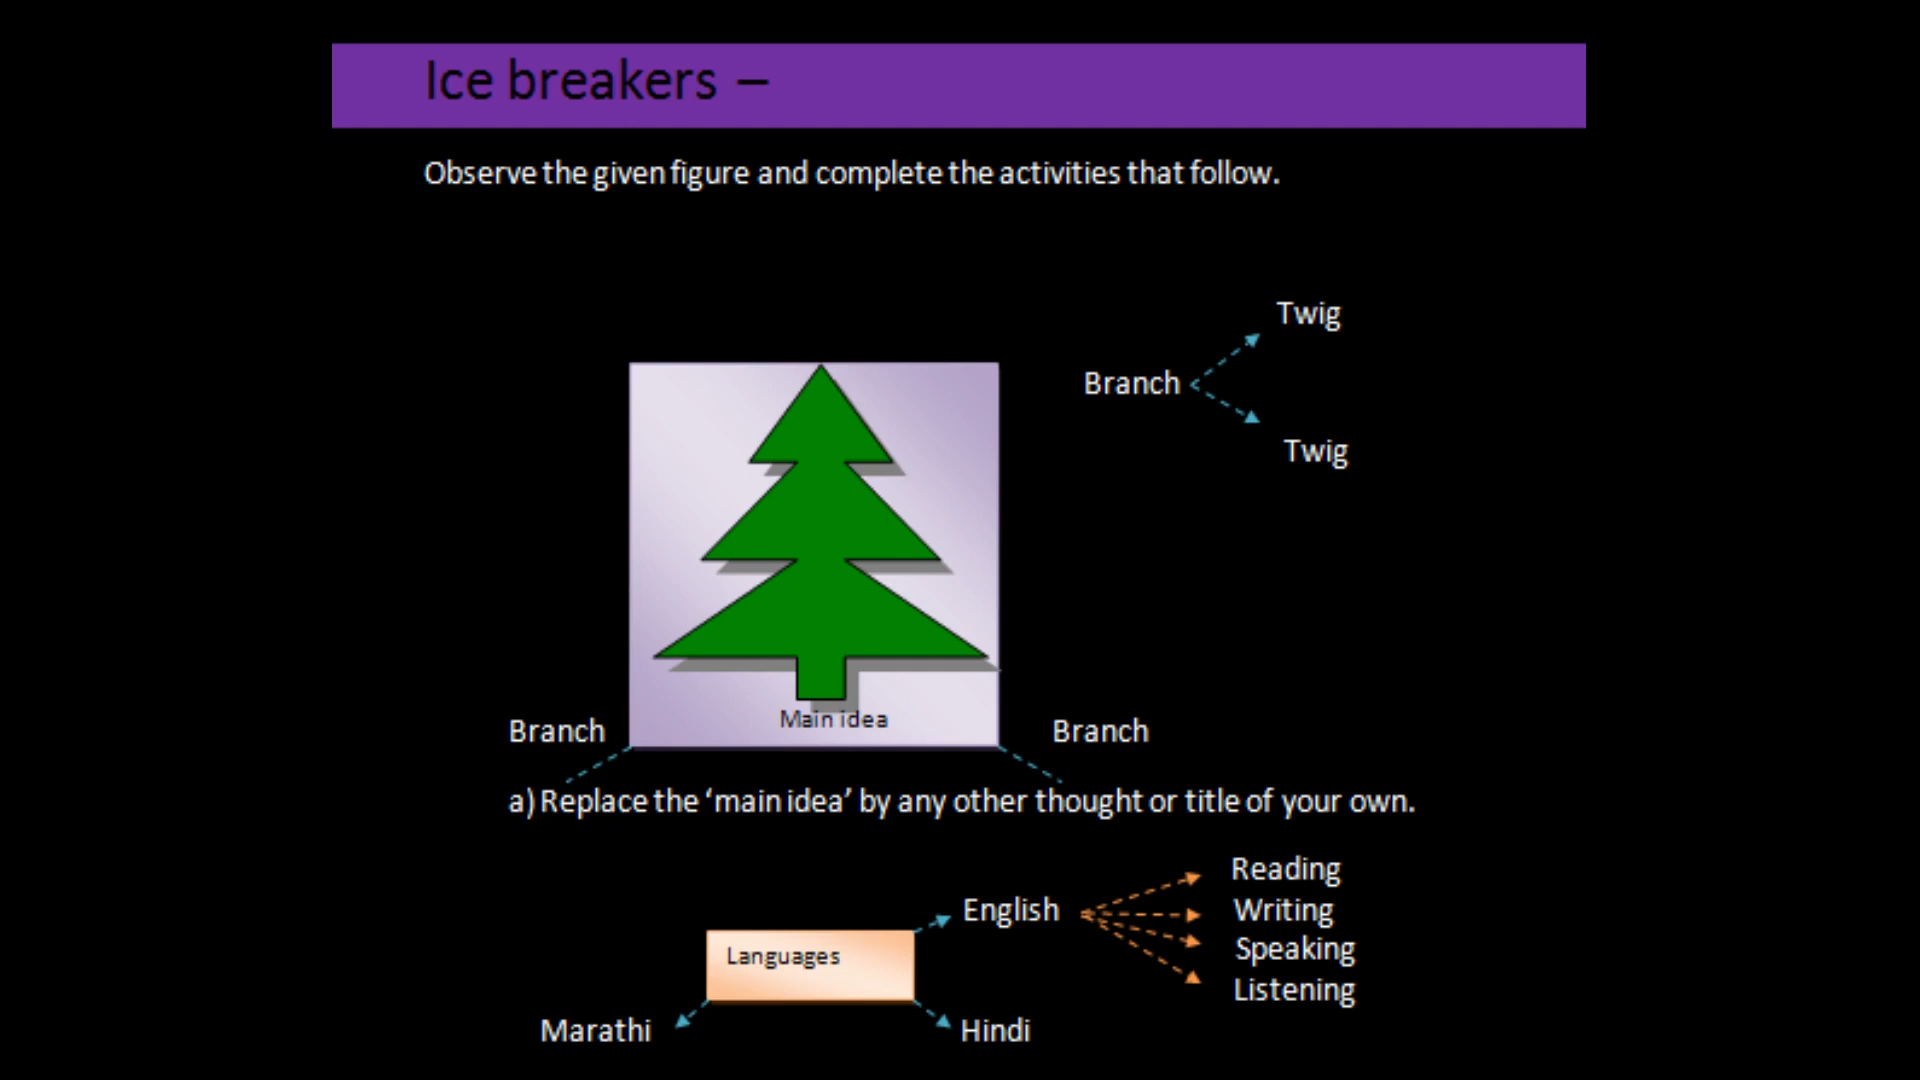 Ice breakers –
Observe the given figure and complete the activities that follow.
Twig
Branch
Twig
Main idea
Branch
Branch
a) Replace the ‘main idea’ by any other thought or title of your own.
Reading
English
Writing
Speaking
Languages
Listening
Marathi
Hindi